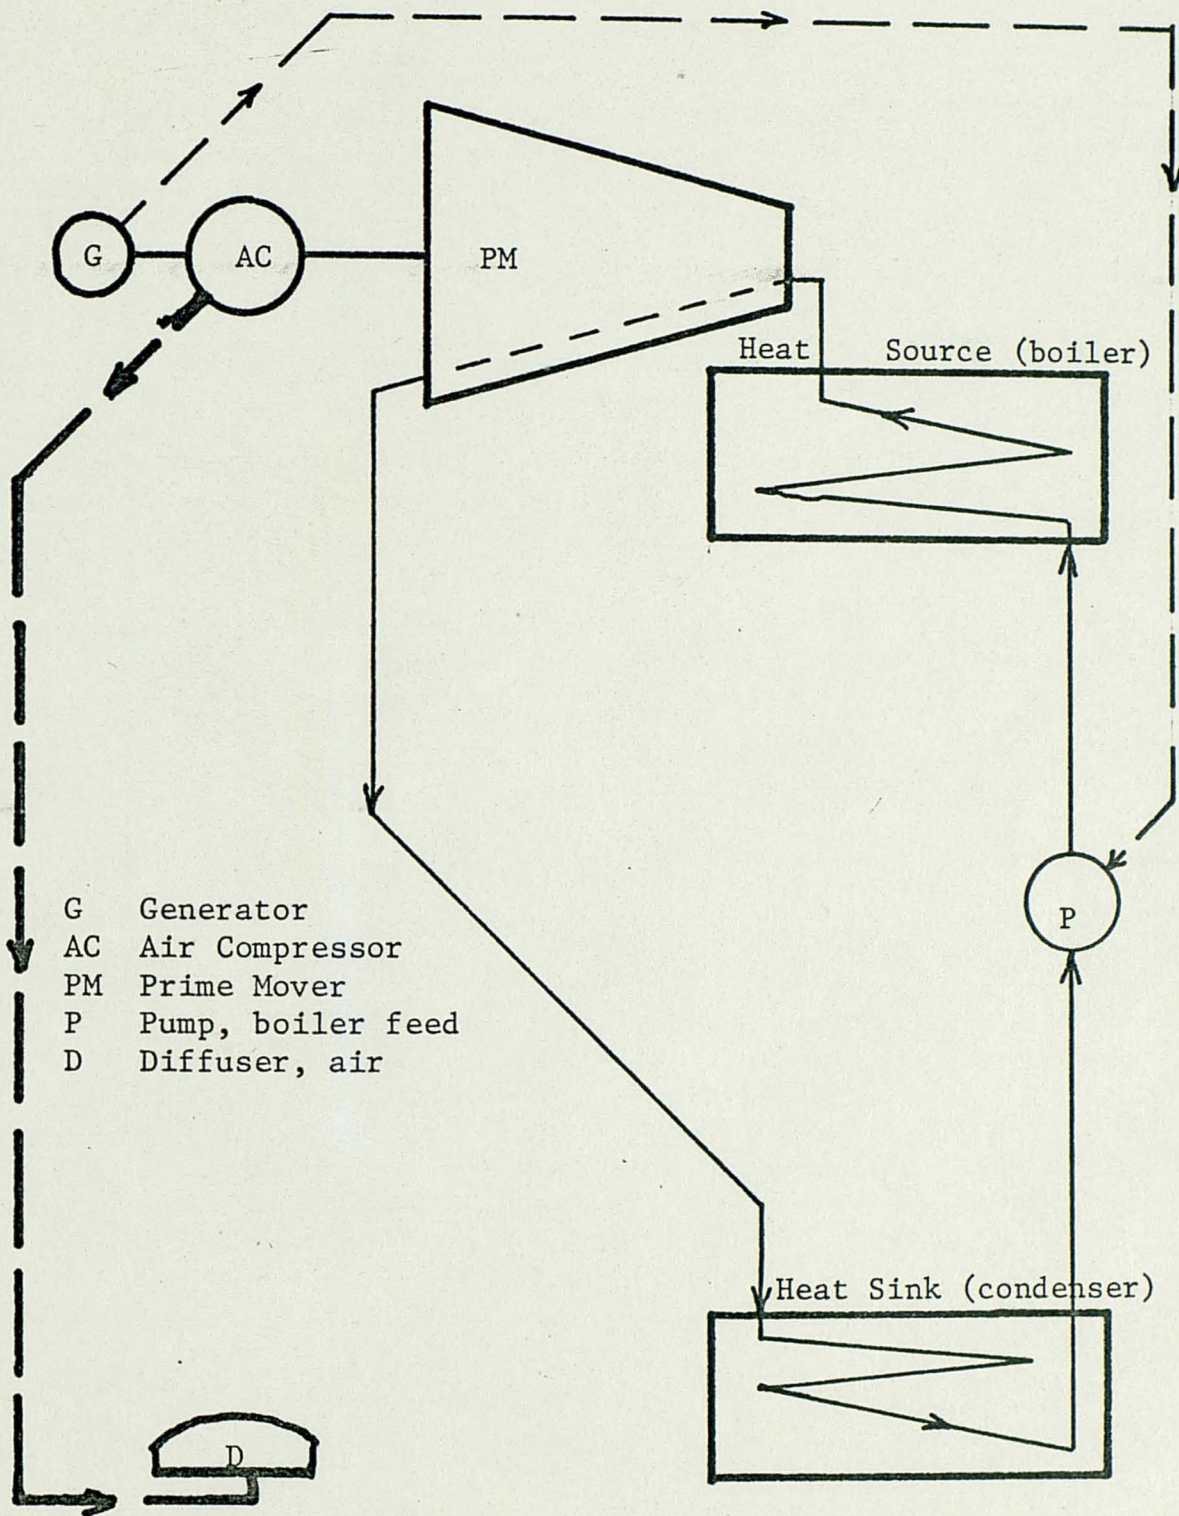 G
AC
PM
Heat Source (boiler)
P
G Generator
AC Air Compressor
PM Prime Mover
P Pump, boiler feed
D Diffuser, air
Heat Sink (condenser)
D